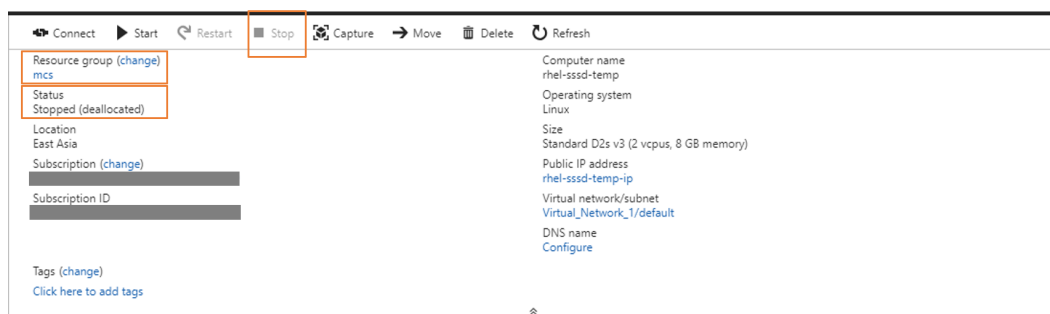 Connect Start Restart Stop Capture Move Delete Refresh
Resource group (change)
mcs
Status
Stopped (deallocated)
Location
East Asia
Subscription (change)
Subscription ID
Tags (change)
Click here to add tags
Computer name
rhel-sssd-temp
Operating system
Linux
Size
Standard D2s v3 (2 vcpus, 8 GB memory)
Public IP address
rhel-sssd-temp-ip
Virtual network/subnet
Virtual_Network_1/default
DNS name
Configure